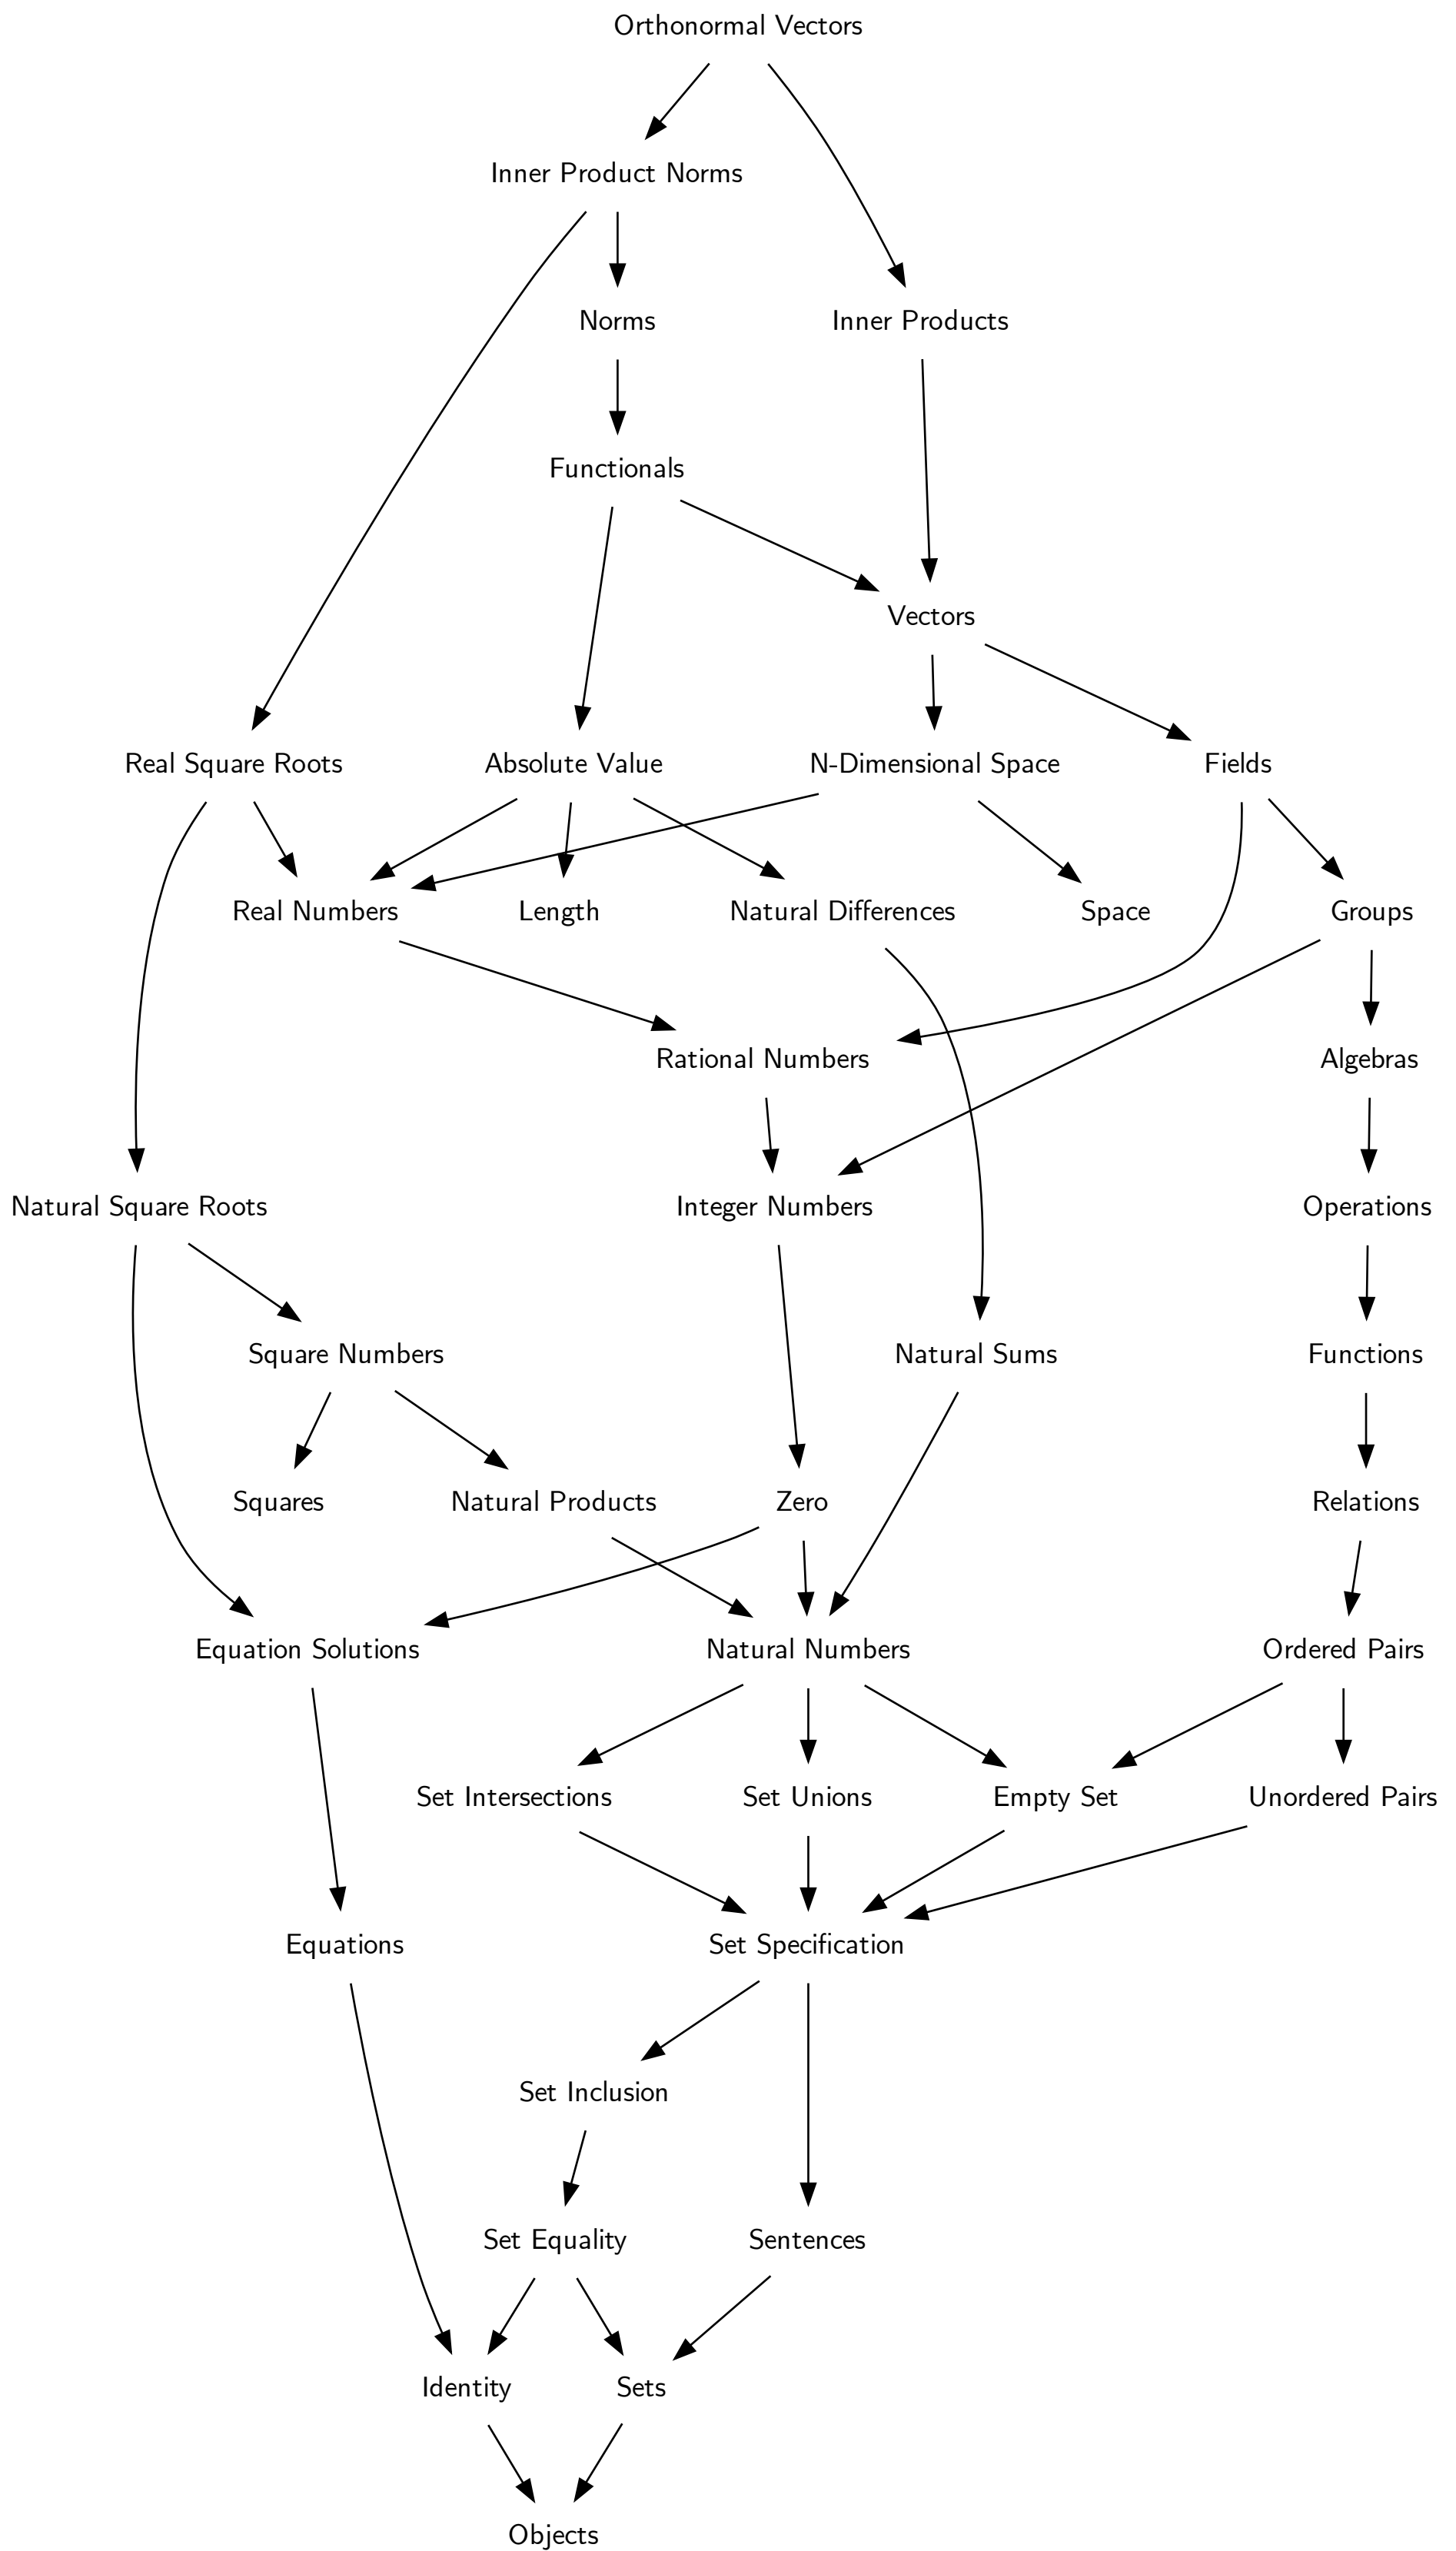 Orthonormal Vectors
Inner Product Norms
Norms
Inner Products
Functionals
Vectors
Real Square Roots
Absolute Value
N-Dimensional Space
Fields
Real Numbers
Length
Natural Differences
Space
Groups
Rational Numbers
Algebras
Natural Square Roots
Integer Numbers
Operations
Square Numbers
Natural Sums
Functions
Squares
Natural Products
Zero
Relations
Equation Solutions
Natural Numbers
Ordered Pairs
Set Intersections
Set Unions
Empty Set
Unordered Pairs
Equations
Set Specification
Set Inclusion
Set Equality
Sentences
Identity
Sets
Objects